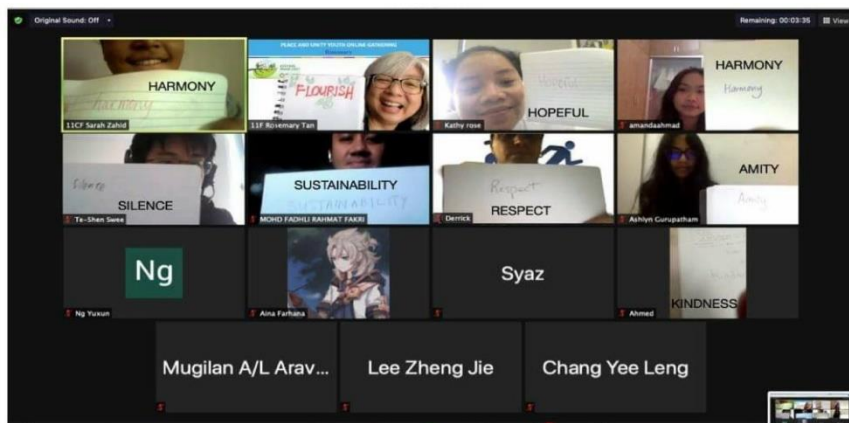 Original Sound: Off
Remaining: 00:03:35
View
HARMONY
Harmony
11CF Sarah Zahid
PEACE AND UNITY YOUTH ONLINE GATHERING
FLOURISH
11F Rosemary Tan
Hopeful
HOPEFUL
Kathy rose
HARMONY
Harmony
amandaahmad
Silence
SILENCE
Te-Shen Swee
SUSTAINABILITY
SUSTAINABILITY
MOHD FADHLI RAHMAT FAKRI
Respect
RESPECT
Derrick
AMITY
Amity
Ashlyn Gurupatham
Ng
Ng Yuxun
Aina Farhana
Syaz
KINDNESS
Ahmed
Mugilan A/L Arav...
Lee Zheng Jie
Chang Yee Leng